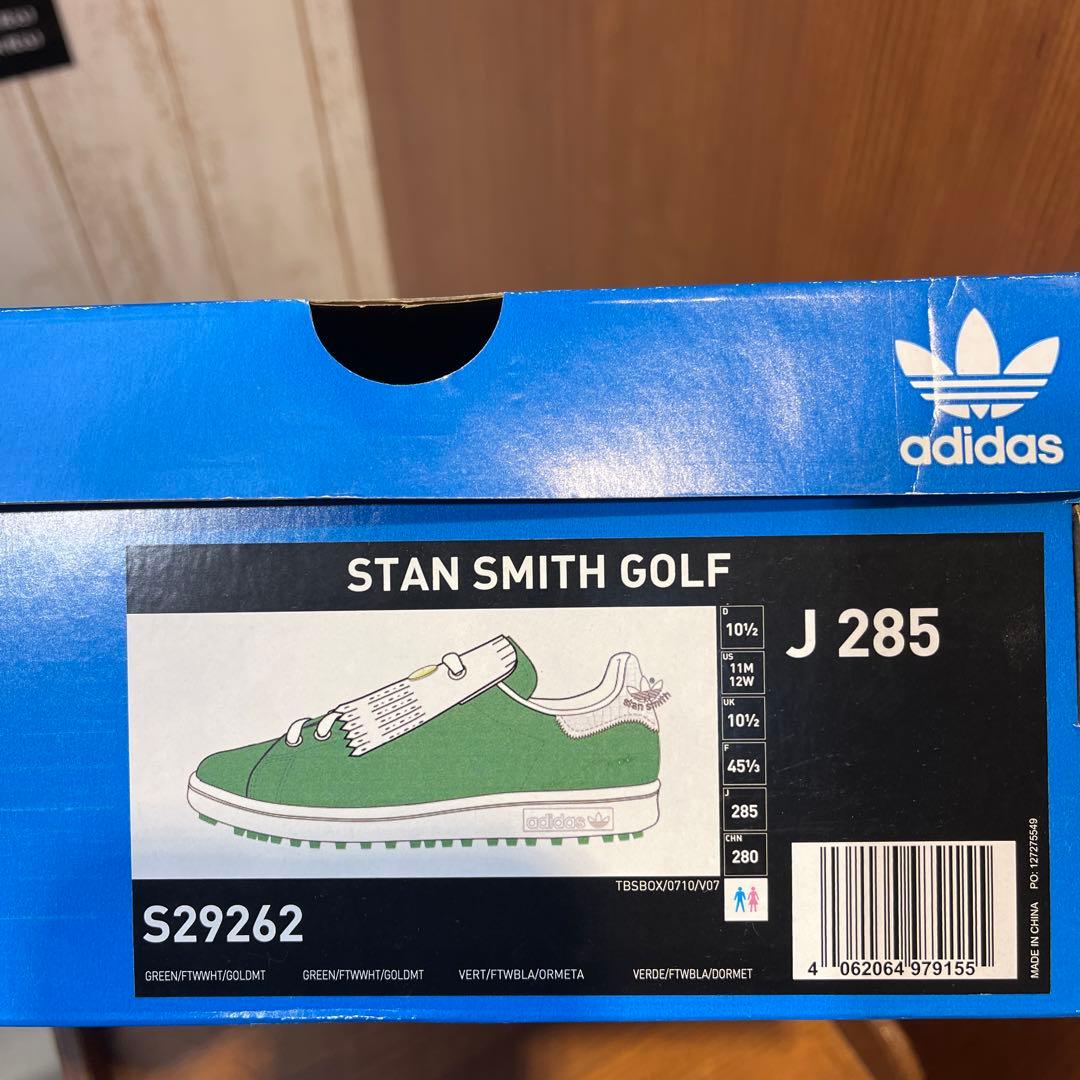 adidas
STAN SMITH GOLF
J 285
D
10½
US
11M
12W
UK
10½
F
45⅓
J
285
CHN
280
stan smith
adidas
TBSBOX/0710/V07
S29262
GREEN/FTWWHT/GOLDMT GREEN/FTWWHT/GOLDMT VERT/FTWBLA/ORMETA VERDE/FTWBLA/DORMET
4 062064 979155
MADE IN CHINA PO: 127275549